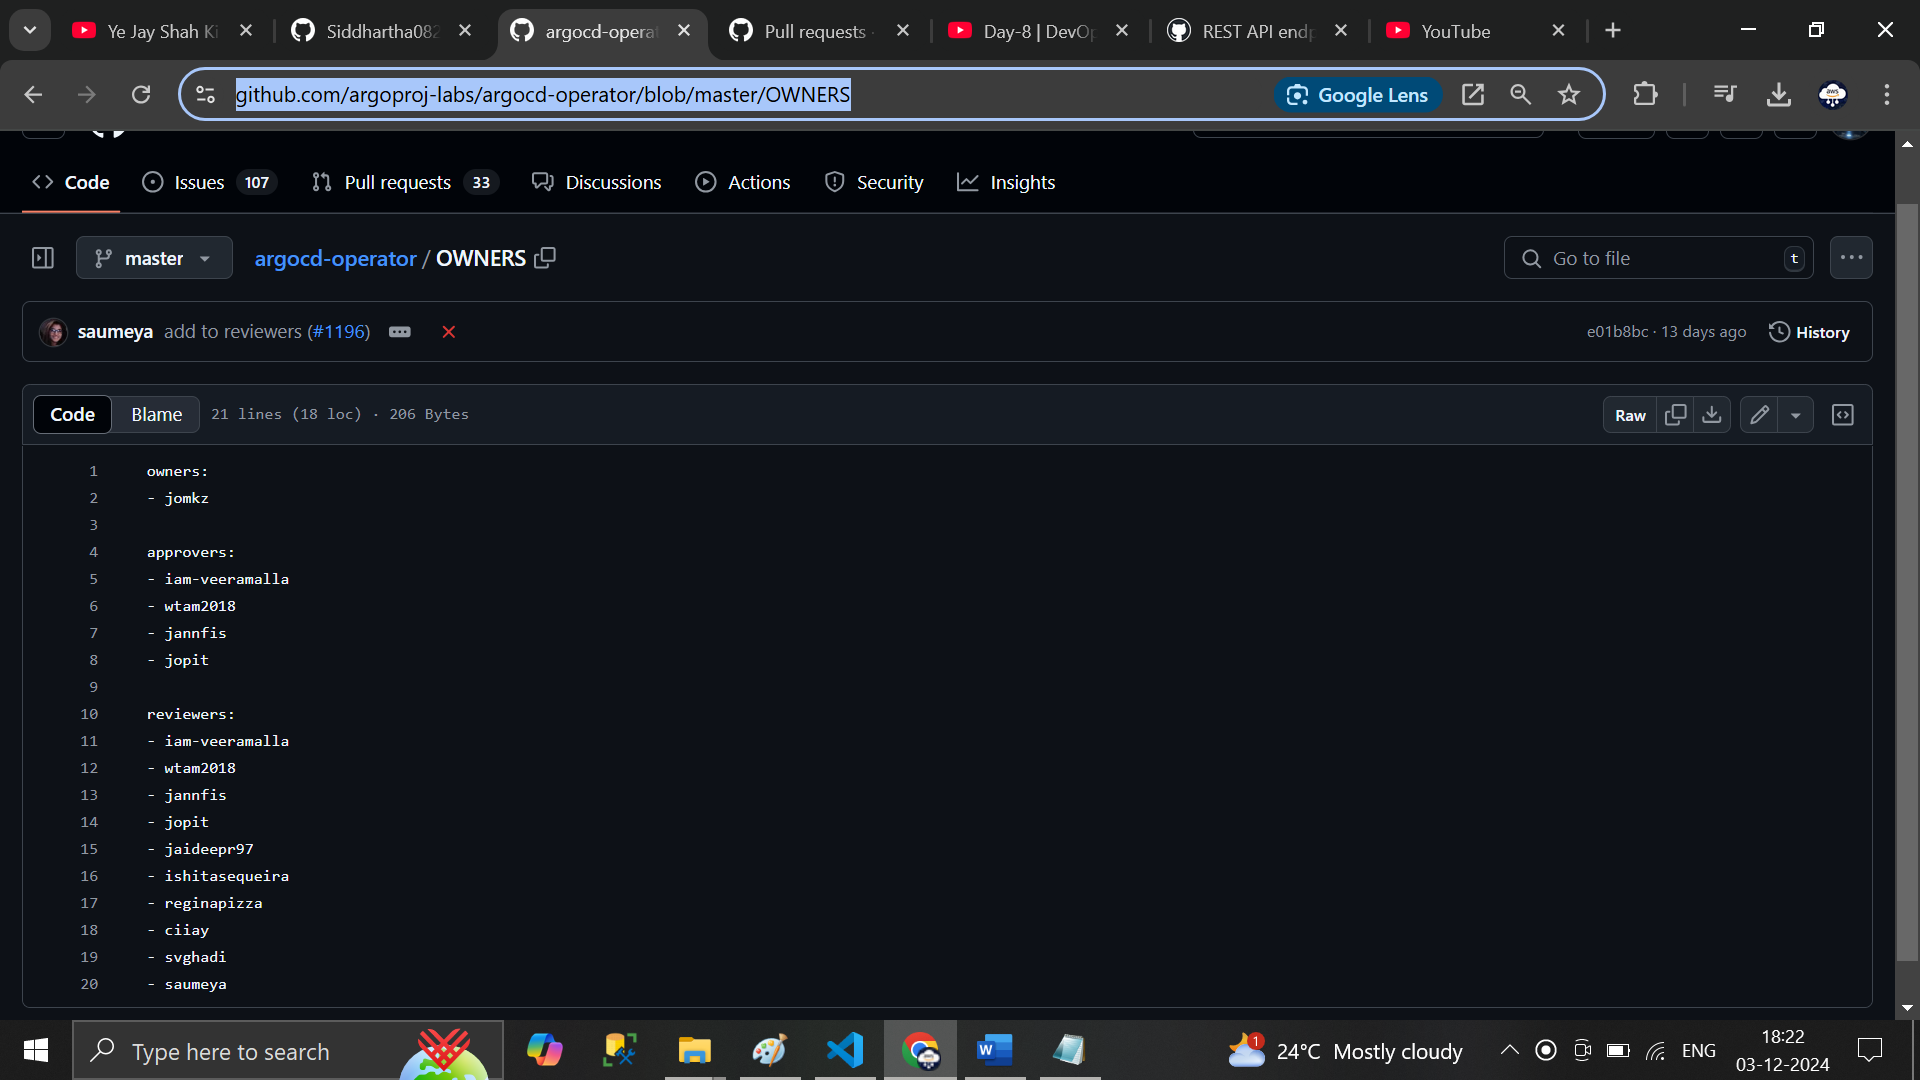 Ye Jay Shah Ki
Siddhartha082
argocd-operat
Pull requests ·
Day-8 | DevOp
REST API endp
YouTube
github.com/argoproj-labs/argocd-operator/blob/master/OWNERS
Google Lens
Code
Issues 107
Pull requests 33
Discussions
Actions
Security
Insights
master
argocd-operator / OWNERS
Go to file
t
saumeya add to reviewers (#1196)
e01b8bc · 13 days ago
History
Code
Blame
21 lines (18 loc) · 206 Bytes
Raw
1 owners:
2 - jomkz
3
4 approvers:
5 - iam-veeramalla
6 - wtam2018
7 - jannfis
8 - jopit
9
10 reviewers:
11 - iam-veeramalla
12 - wtam2018
13 - jannfis
14 - jopit
15 - jaideepr97
16 - ishitasequeira
17 - reginapizza
18 - ciiay
19 - svghadi
20 - saumeya
Type here to search
1
24°C Mostly cloudy
ENG
18:22
03-12-2024